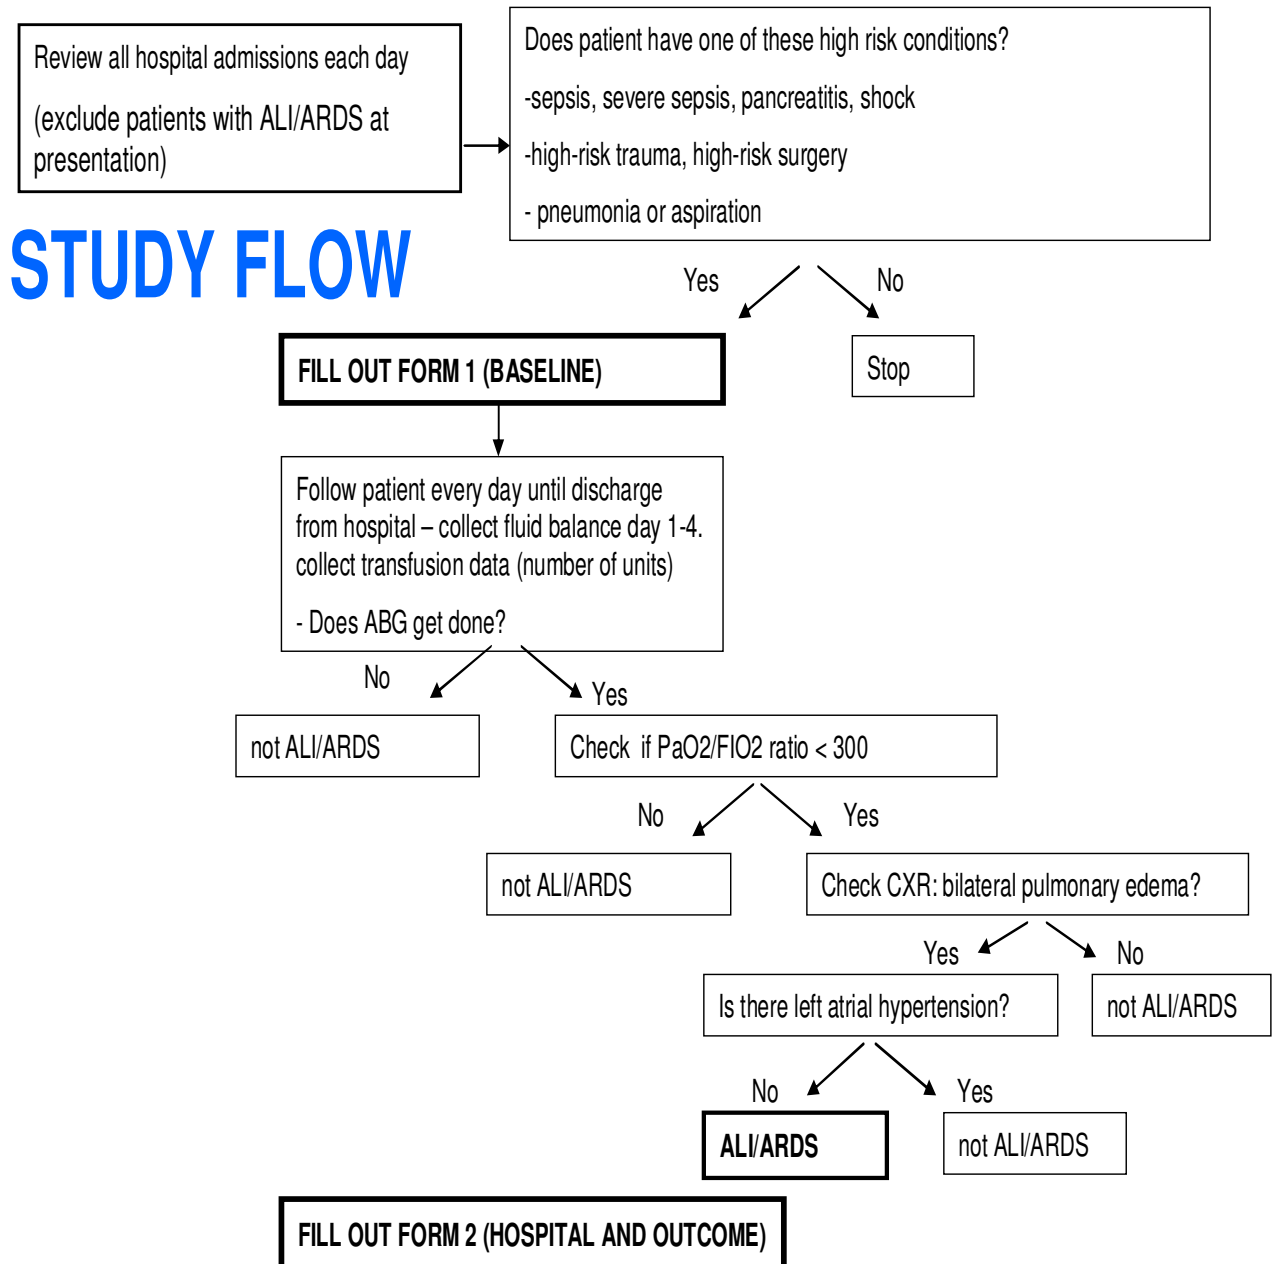 Review all hospital admissions each day
(exclude patients with ALI/ARDS at
presentation)
Does patient have one of these high risk conditions?
-sepsis, severe sepsis, pancreatitis, shock
-high-risk trauma, high-risk surgery
- pneumonia or aspiration
STUDY FLOW
Yes
No
FILL OUT FORM 1 (BASELINE)
Stop
Follow patient every day until discharge
from hospital – collect fluid balance day 1-4.
collect transfusion data (number of units)
- Does ABG get done?
No
Yes
not ALI/ARDS
Check if PaO2/FIO2 ratio < 300
No
Yes
not ALI/ARDS
Check CXR: bilateral pulmonary edema?
Yes
No
Is there left atrial hypertension?
not ALI/ARDS
No
Yes
ALI/ARDS
not ALI/ARDS
FILL OUT FORM 2 (HOSPITAL AND OUTCOME)